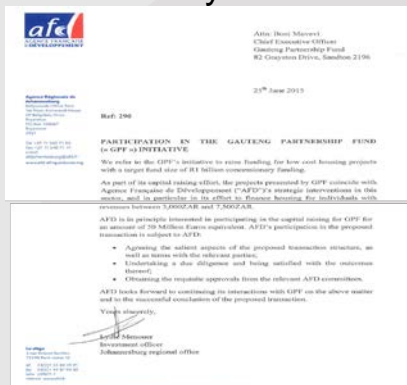 afd
AGENCE FRANÇAISE
DE DÉVELOPPEMENT
Attn: Boni Muvevi
Chief Executive Officer
Gauteng Partnership Fund
82 Grayston Drive, Sandton 2196
25th June 2015
Agence Régionale de
Johannesburg
Ref: 290
PARTICIPATION IN THE GAUTENG PARTNERSHIP FUND
(« GPF ») INITIATIVE
We refer to the GPF's initiative to raise funding for low cost housing projects
with a target fund size of R1 billion concessionary funding.
As part of its capital raising effort, the projects presented by GPF coincide with
Agence Française de Développement ("AFD")'s strategic interventions in this
sector, and in particular in its effort to finance housing for individuals with
revenues between 5,000ZAR and 7,500ZAR.
AFD is in principle interested in participating in the capital raising for GPF for
an amount of 50 Million Euros equivalent. AFD's participation in the proposed
transaction is subject to AFD:
• Agreeing the salient aspects of the proposed transaction structure, as
well as terms with the relevant parties;
• Undertaking a due diligence and being satisfied with the outcomes
thereof;
• Obtaining the requisite approvals from the relevant AFD committees.
AFD looks forward to continuing its interactions with GPF on the above matter
and to the successful conclusion of the proposed transaction.
Yours sincerely,
Investment officer
Johannesburg regional office
Le siège